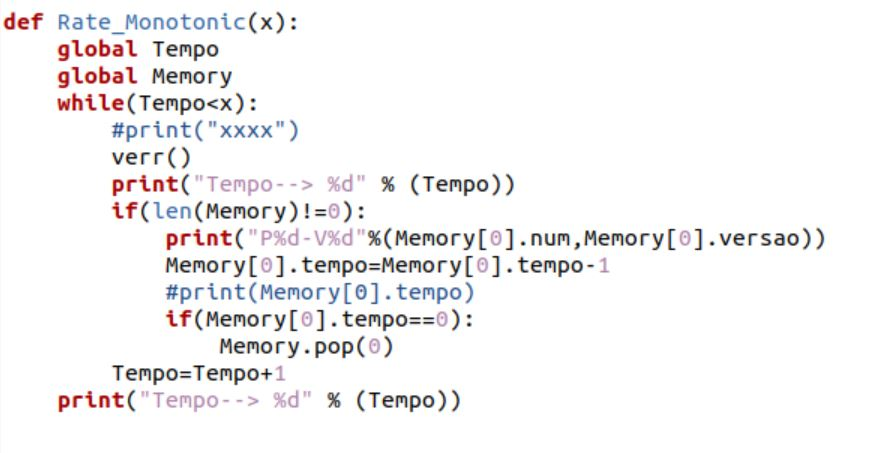 def Rate_Monotonic(x):
    global Tempo
    global Memory
    while(Tempo<x):
        #print("xxxx")
        verr()
        print("Tempo--> %d" % (Tempo))
        if(len(Memory)!=0):
            print("P%d-V%d"%(Memory[0].num,Memory[0].versao))
            Memory[0].tempo=Memory[0].tempo-1
            #print(Memory[0].tempo)
            if(Memory[0].tempo==0):
                Memory.pop(0)
        Tempo=Tempo+1
    print("Tempo--> %d" % (Tempo))